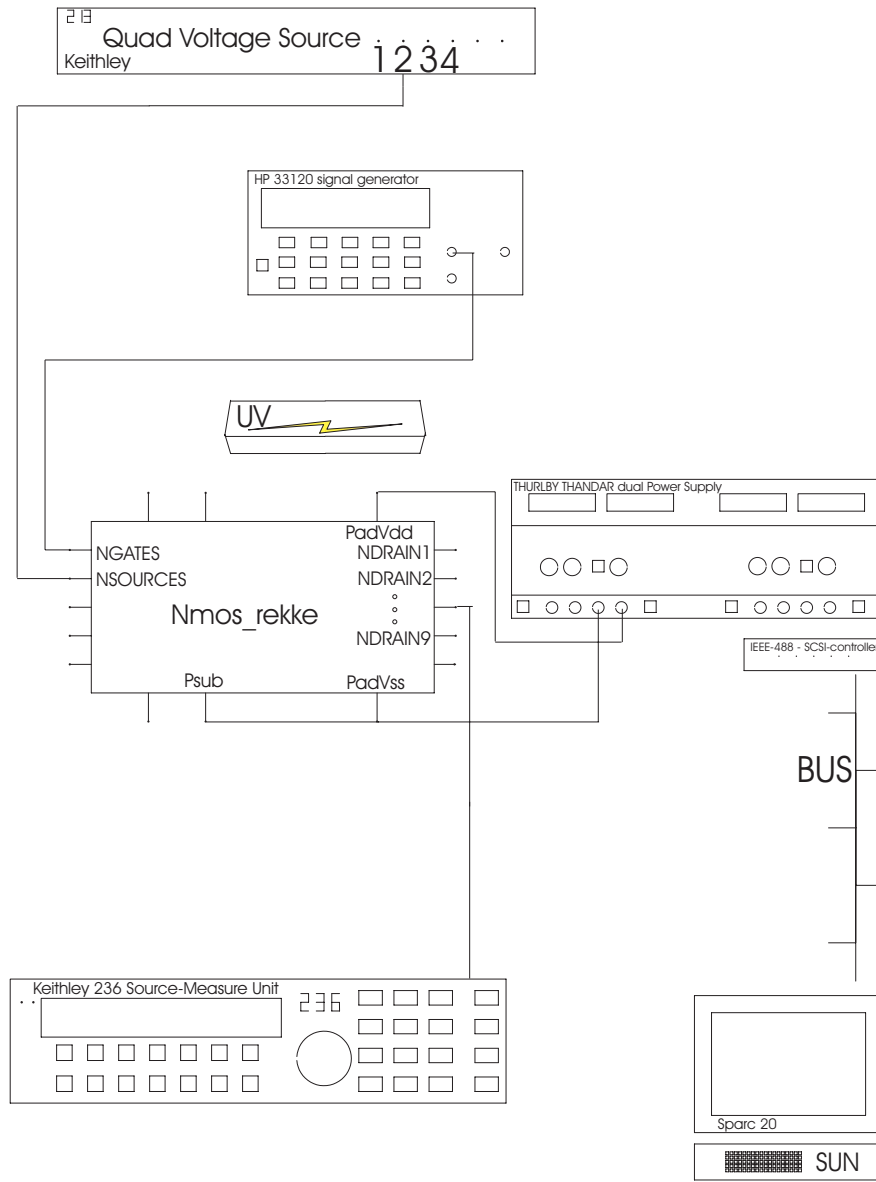 213
Quad Voltage Source
Keithley
1 2 3 4
HP 33120 signal generator
UV
THURLBY THANDAR dual Power Supply
PadVdd
NGATES
NDRAIN1
NSOURCES
NDRAIN2
Nmos_rekke
NDRAIN9
Psub
PadVss
IEEE-488 - SCSI-controller
BUS
Keithley 236 Source-Measure Unit
236
Sparc 20
SUN